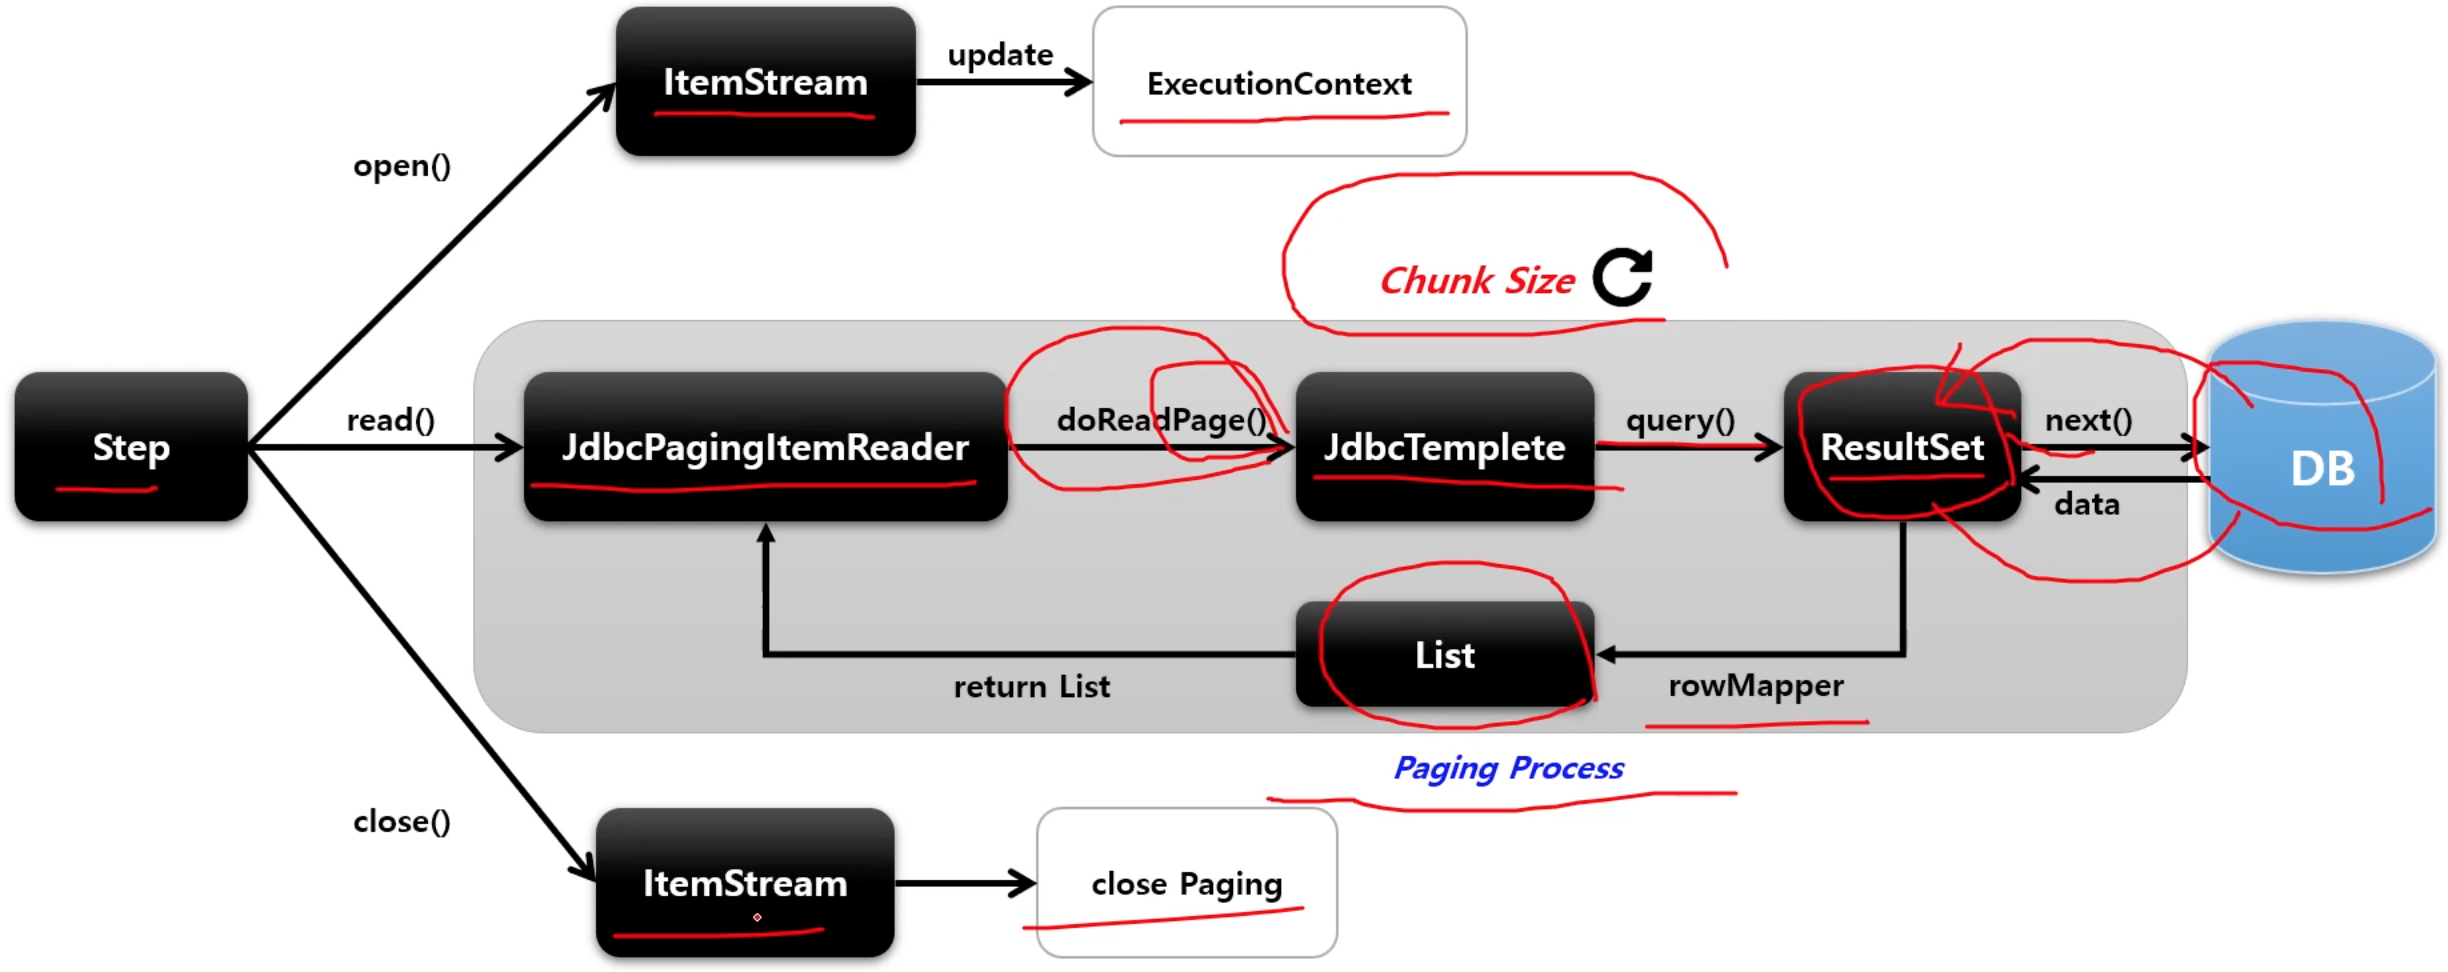 ItemStream
update
ExecutionContext
open()
Chunk Size
Step
read()
JdbcPagingItemReader
doReadPage()
JdbcTemplete
query()
ResultSet
next()
data
DB
List
return List
rowMapper
Paging Process
close()
ItemStream
close Paging